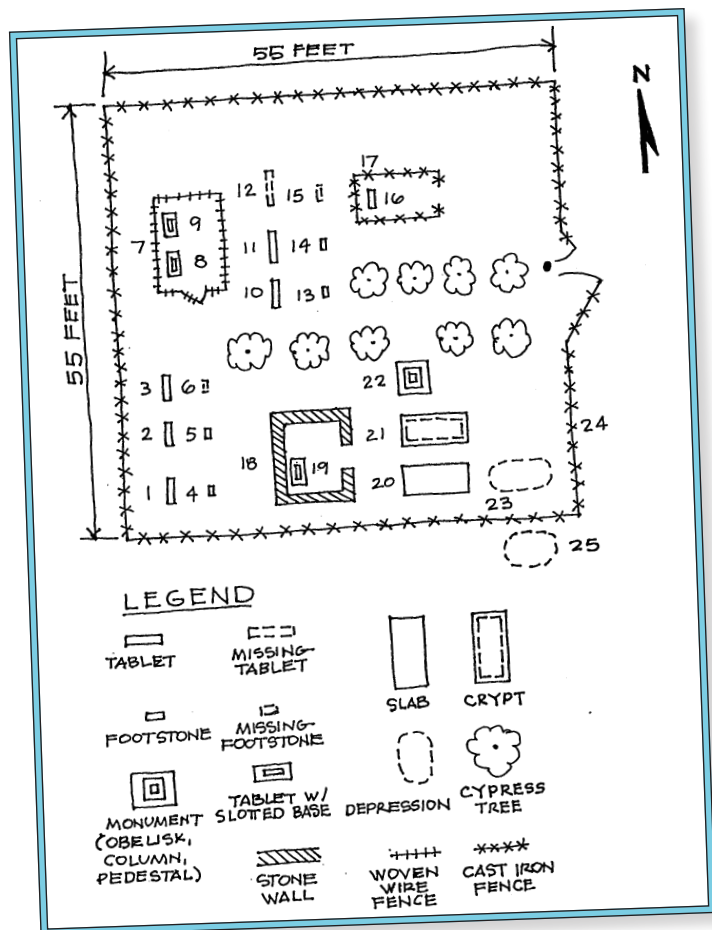 55 FEET
N
17
12
15
16
7
9
11
14
8
10
13
55 FEET
3
6
22
2
5
21
24
18
19
1
4
20
23
25
LEGEND
TABLET
MISSING
TABLET
SLAB
CRYPT
FOOTSTONE
MISSING
FOOTSTONE
MONUMENT
(OBELISK,
COLUMN,
PEDESTAL)
TABLET W/
SLOTTED BASE
DEPRESSION
CYPRESS
TREE
STONE
WALL
WOVEN
WIRE
FENCE
CAST IRON
FENCE